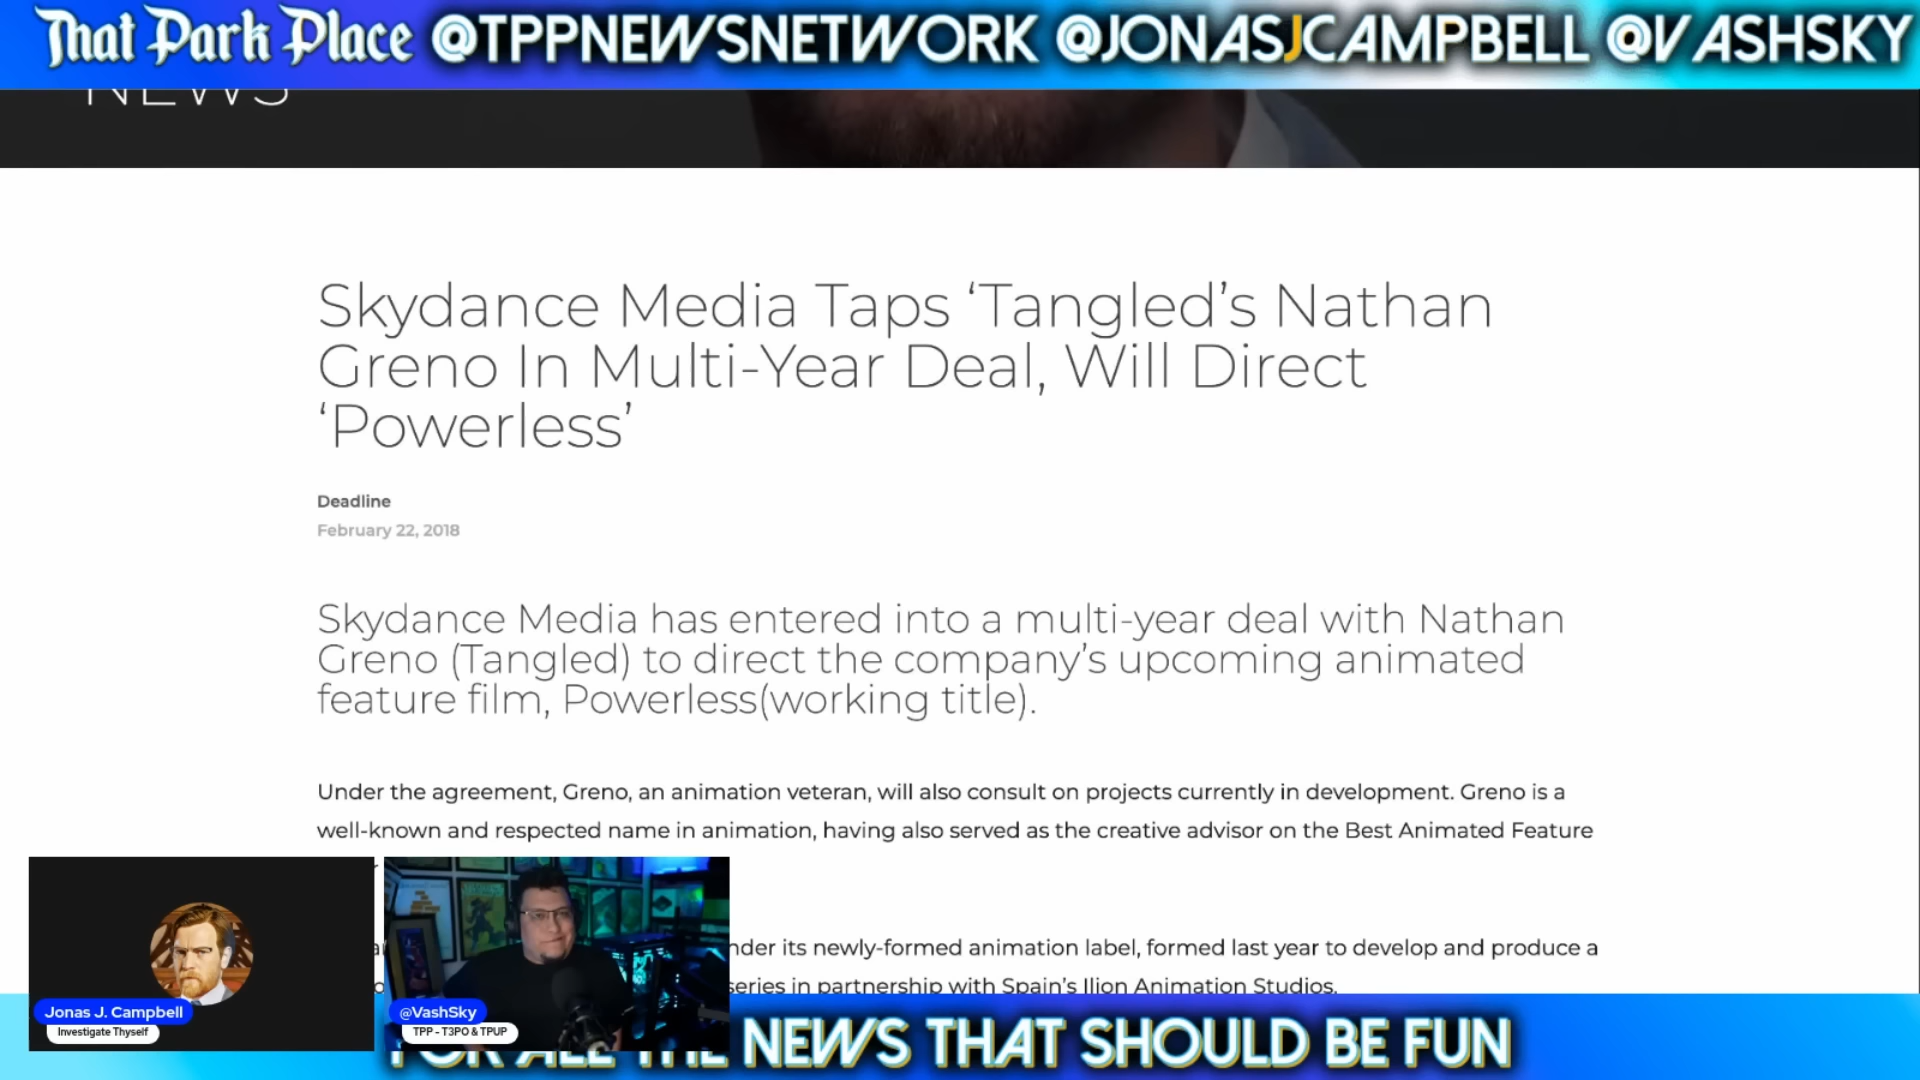 That Park Place @TPPNEWSNETWORK @JONASJCAMPBELL @VASHSKY
NEWS
Skydance Media Taps ‘Tangled’s Nathan
Greno In Multi-Year Deal, Will Direct
‘Powerless’
Deadline
February 22, 2018
Skydance Media has entered into a multi-year deal with Nathan
Greno (Tangled) to direct the company’s upcoming animated
feature film, Powerless(working title).
Under the agreement, Greno, an animation veteran, will also consult on projects currently in development. Greno is a
well-known and respected name in animation, having also served as the creative advisor on the Best Animated Feature
its newly-formed animation label, formed last year to develop and produce a
series in partnership with Spain’s Ilion Animation Studios.
Jonas J. Campbell
Investigate Thyself
@VashSky
TPP - T3PO & TPUP
FOR ALL THE NEWS THAT SHOULD BE FUN